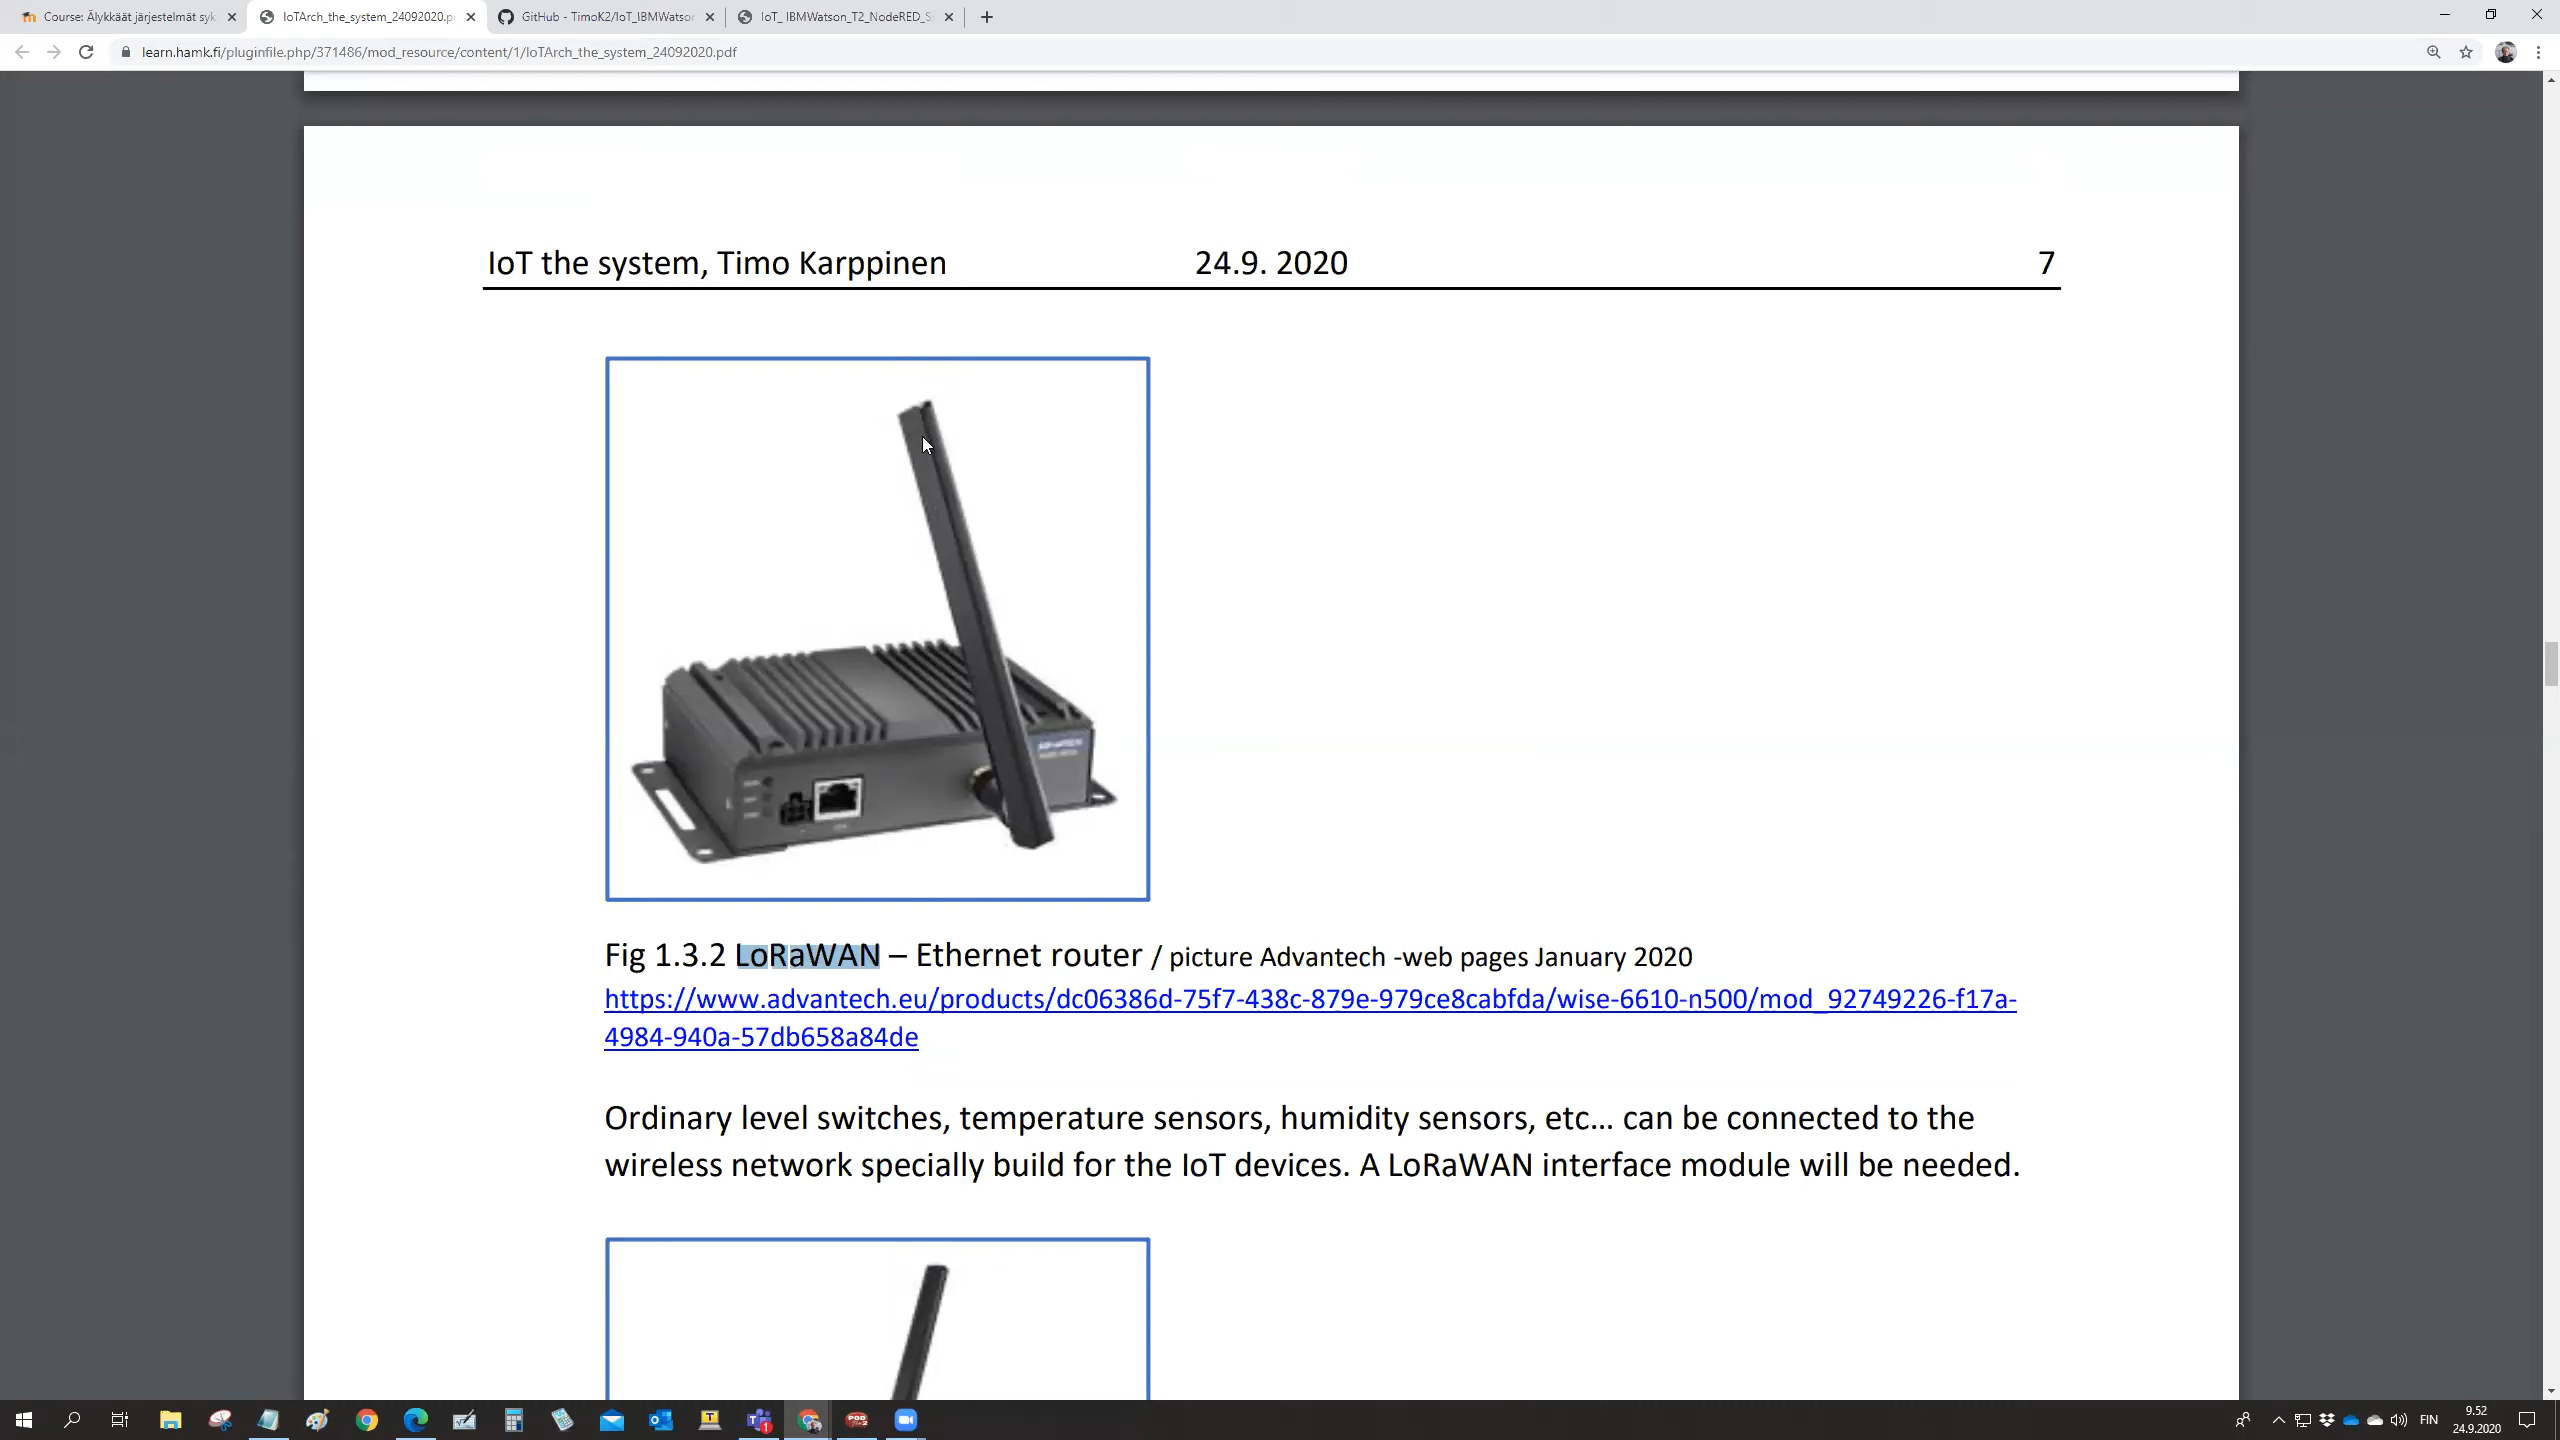 Course: Älykkäät järjestelmät syk
IoTArch_the_system_24092020.p
GitHub - TimoK2/IoT_IBMWatson
IoT_ IBMWatson_T2_NodeRED_S
learn.hamk.fi/pluginfile.php/371486/mod_resource/content/1/IoTArch_the_system_24092020.pdf
IoT the system, Timo Karppinen 24.9. 2020 7
Fig 1.3.2 LoRaWAN – Ethernet router / picture Advantech -web pages January 2020
https://www.advantech.eu/products/dc06386d-75f7-438c-879e-979ce8cabfda/wise-6610-n500/mod_92749226-f17a-
4984-940a-57db658a84de
Ordinary level switches, temperature sensors, humidity sensors, etc... can be connected to the
wireless network specially build for the IoT devices. A LoRaWAN interface module will be needed.
FIN
9.52
24.9.2020